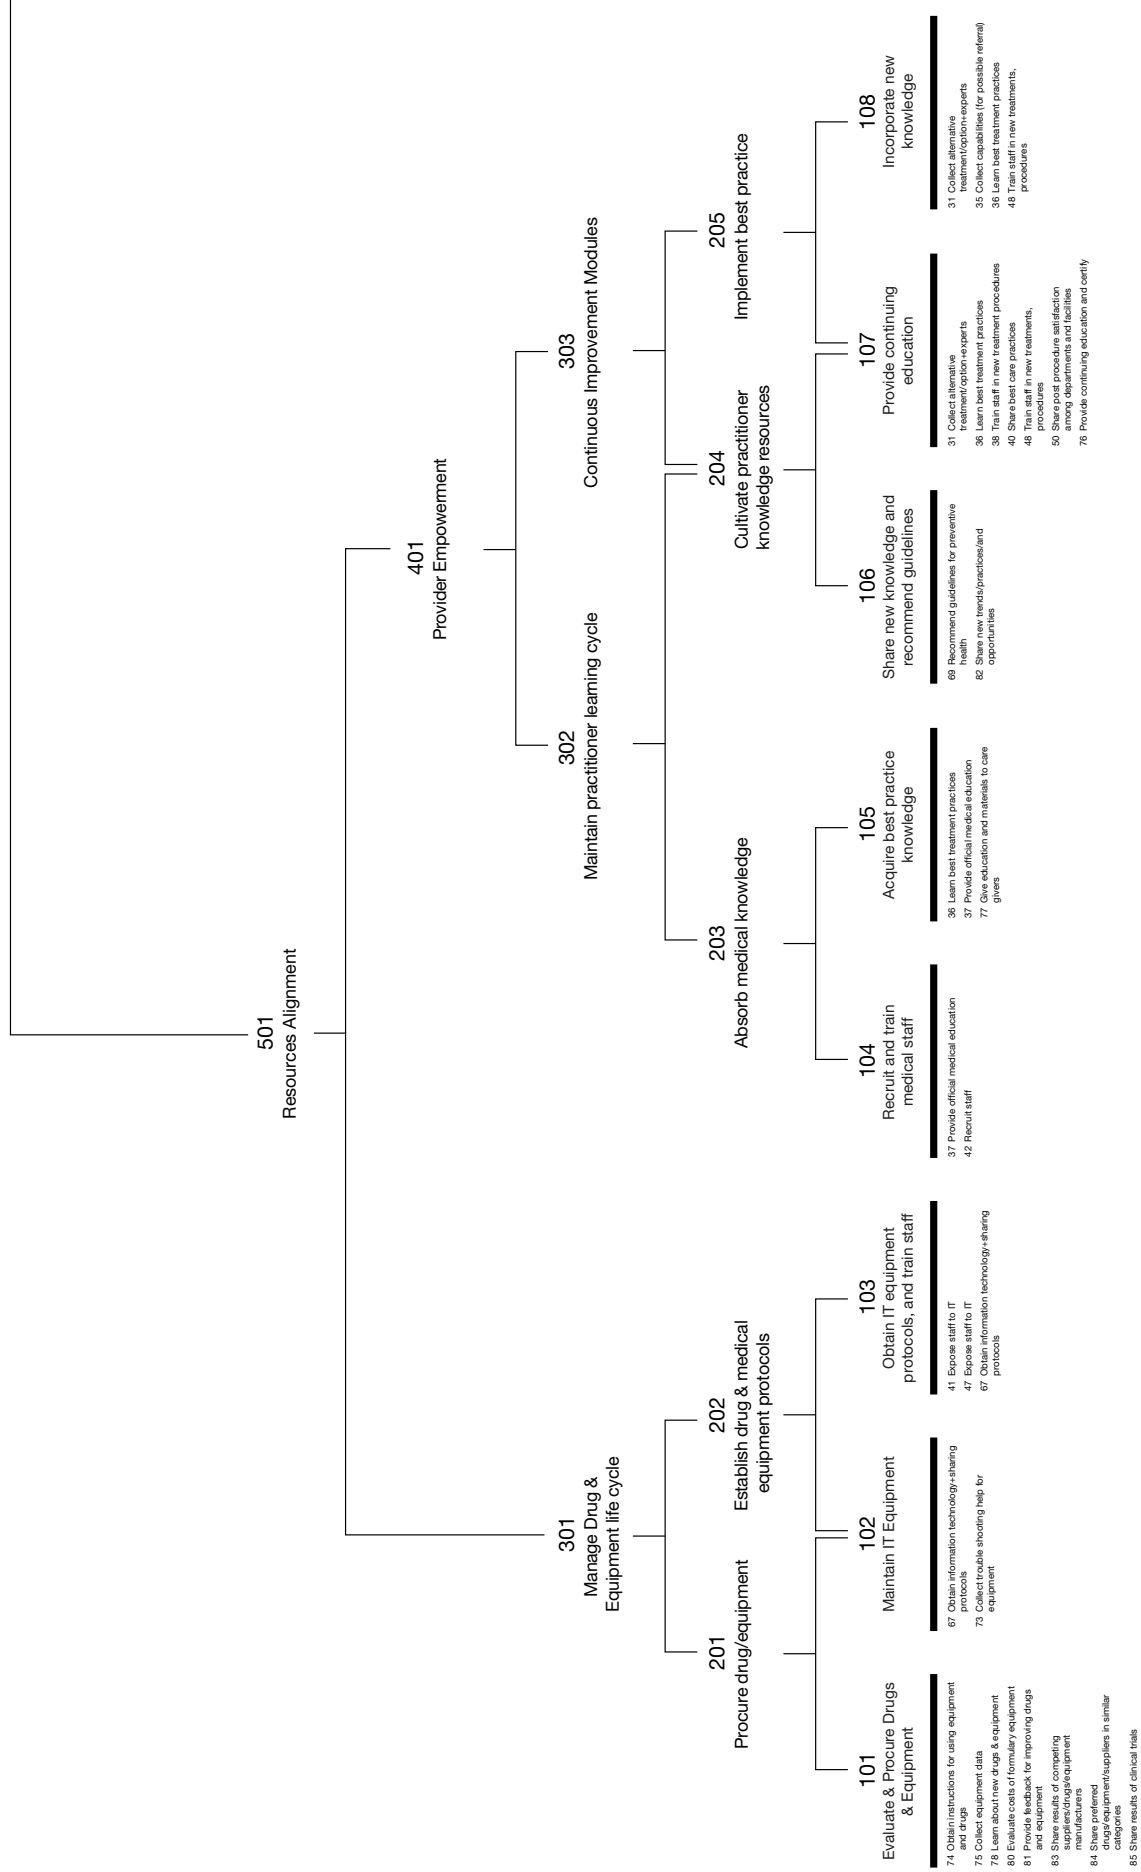 501
Resources Alignment
401
Provider Empowerment
301
Manage Drug &
Equipment life cycle
302
Maintain practitioner learning cycle
303
Continuous Improvement Modules
201
Procure drug/equipment
202
Establish drug & medical
equipment protocols
203
Absorb medical knowledge
204
Cultivate practitioner
knowledge resources
205
Implement best practice
101
Evaluate & Procure Drugs
& Equipment
74 Obtain instructions for using equipment
and drugs
75 Collect equipment data
78 Learn about new drugs & equipment
80 Evaluate costs of formulary equipment
81 Provide feedback for improving drugs
and equipment
83 Share results of competing
suppliers/drugs/equipment
manufacturers
84 Share preferred
drugs/equipment/suppliers in similar
categories
85 Share results of clinical trials
102
Maintain IT Equipment
67 Obtain information technology+sharing
protocols
73 Collect trouble shooting help for
equipment
103
Obtain IT equipment
protocols, and train staff
41 Expose staff to IT
47 Expose staff to IT
67 Obtain information technology+sharing
protocols
104
Recruit and train
medical staff
37 Provide official medical education
42 Recruit staff
105
Acquire best practice
knowledge
36 Learn best treatment practices
37 Provide official medical education
77 Give education and materials to care
givers
106
Share new knowledge and
recommend guidelines
69 Recommend guidelines for preventive
health
82 Share new trends/practices/and
opportunities
107
Provide continuing
education
31 Collect alternative
treatment/option+experts
36 Learn best treatment practices
38 Train staff in new treatment procedures
40 Share best care practices
48 Train staff in new treatments,
procedures
50 Share post procedure satisfaction
among departments and facilities
76 Provide continuing education and certify
108
Incorporate new
knowledge
31 Collect alternative
treatment/option+experts
35 Collect capabilities (for possible referral)
36 Learn best treatment practices
48 Train staff in new treatments,
procedures